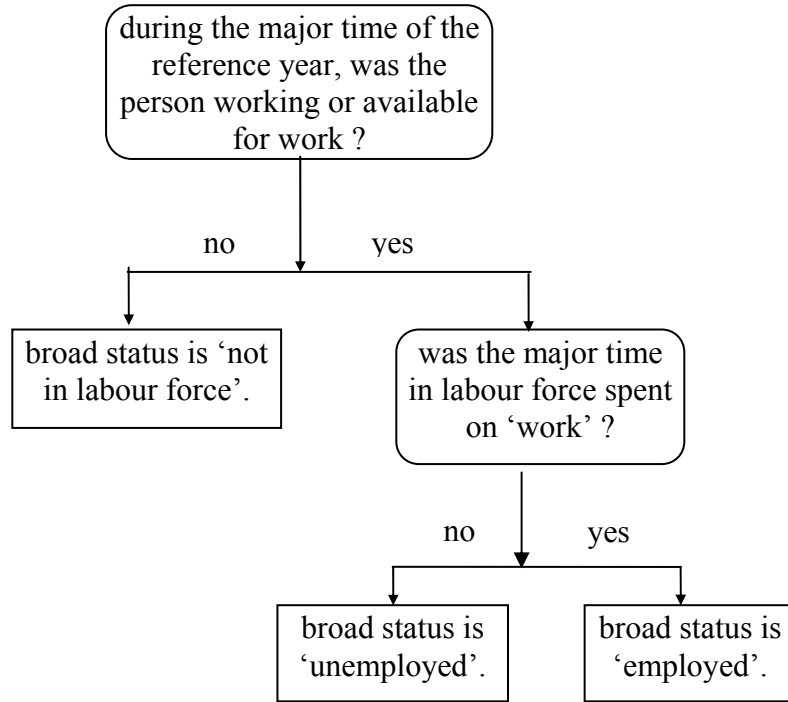 during the major time of the
reference year, was the
person working or available
for work ?
no
yes
broad status is ‘not
in labour force’.
was the major time
in labour force spent
on ‘work’ ?
no
yes
broad status is
‘unemployed’.
broad status is
‘employed’.